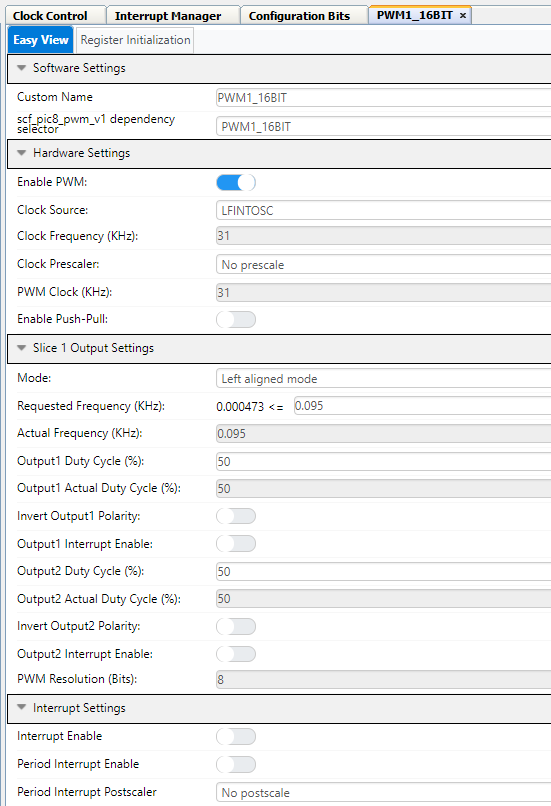 Clock Control Interrupt Manager Configuration Bits PWM1_16BIT ×
Easy View Register Initialization
Software Settings
Custom Name PWM1_16BIT
scf_pic8_pwm_v1 dependency
selector PWM1_16BIT
Hardware Settings
Enable PWM:
Clock Source: LFINTOSC
Clock Frequency (KHz): 31
Clock Prescaler: No prescale
PWM Clock (KHz): 31
Enable Push-Pull:
Slice 1 Output Settings
Mode: Left aligned mode
Requested Frequency (KHz): 0.000473 <= 0.095
Actual Frequency (KHz): 0.095
Output1 Duty Cycle (%): 50
Output1 Actual Duty Cycle (%): 50
Invert Output1 Polarity:
Output1 Interrupt Enable:
Output2 Duty Cycle (%): 50
Output2 Actual Duty Cycle (%): 50
Invert Output2 Polarity:
Output2 Interrupt Enable:
PWM Resolution (Bits): 8
Interrupt Settings
Interrupt Enable
Period Interrupt Enable
Period Interrupt Postscaler No postscale